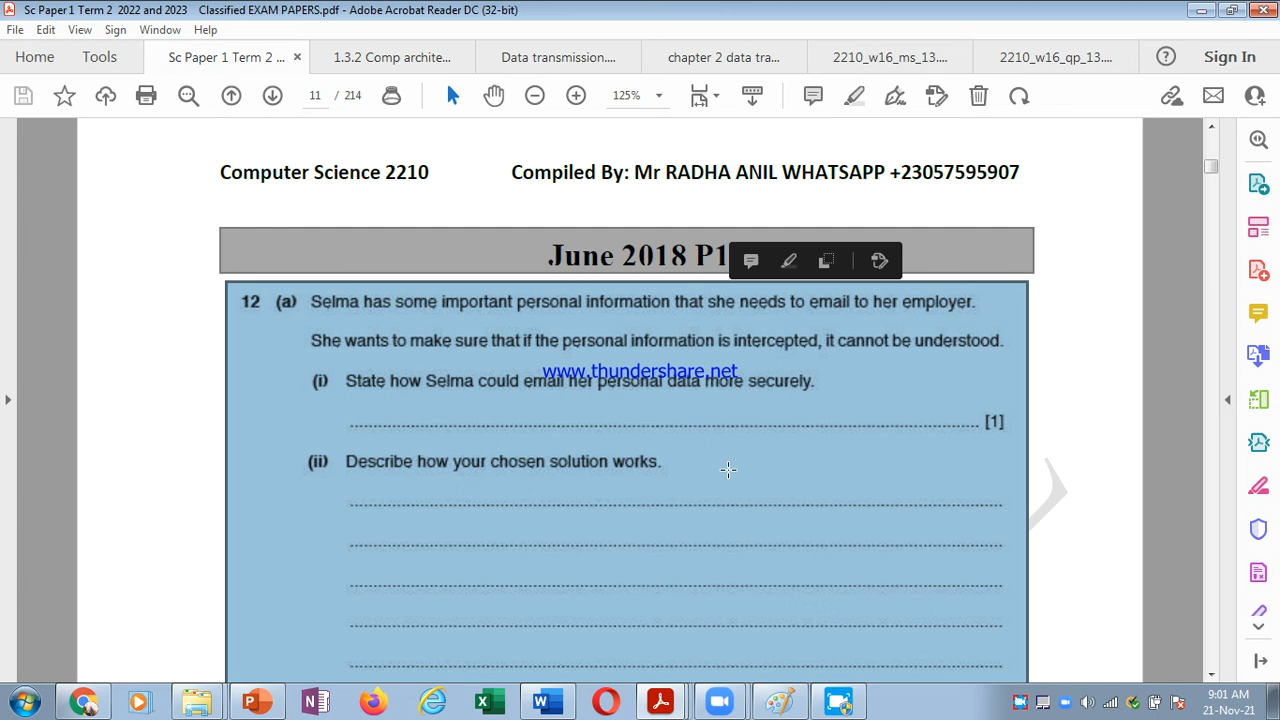 Sc Paper 1 Term 2 2022 and 2023 Classified EXAM PAPERS.pdf - Adobe Acrobat Reader DC (32-bit)
File Edit View Sign Window Help
Home Tools Sc Paper 1 Term 2 ... × 1.3.2 Comp archite... Data transmission.... chapter 2 data tra... 2210_w16_ms_13.... 2210_w16_qp_13.... Sign In
11 / 214 125%
Computer Science 2210 Compiled By: Mr RADHA ANIL WHATSAPP +23057595907
June 2018 P1
12 (a) Selma has some important personal information that she needs to email to her employer.
She wants to make sure that if the personal information is intercepted, it cannot be understood.
www.thundershare.net
(i) State how Selma could email her personal data more securely.
[1]
(ii) Describe how your chosen solution works.
9:01 AM
21-Nov-21